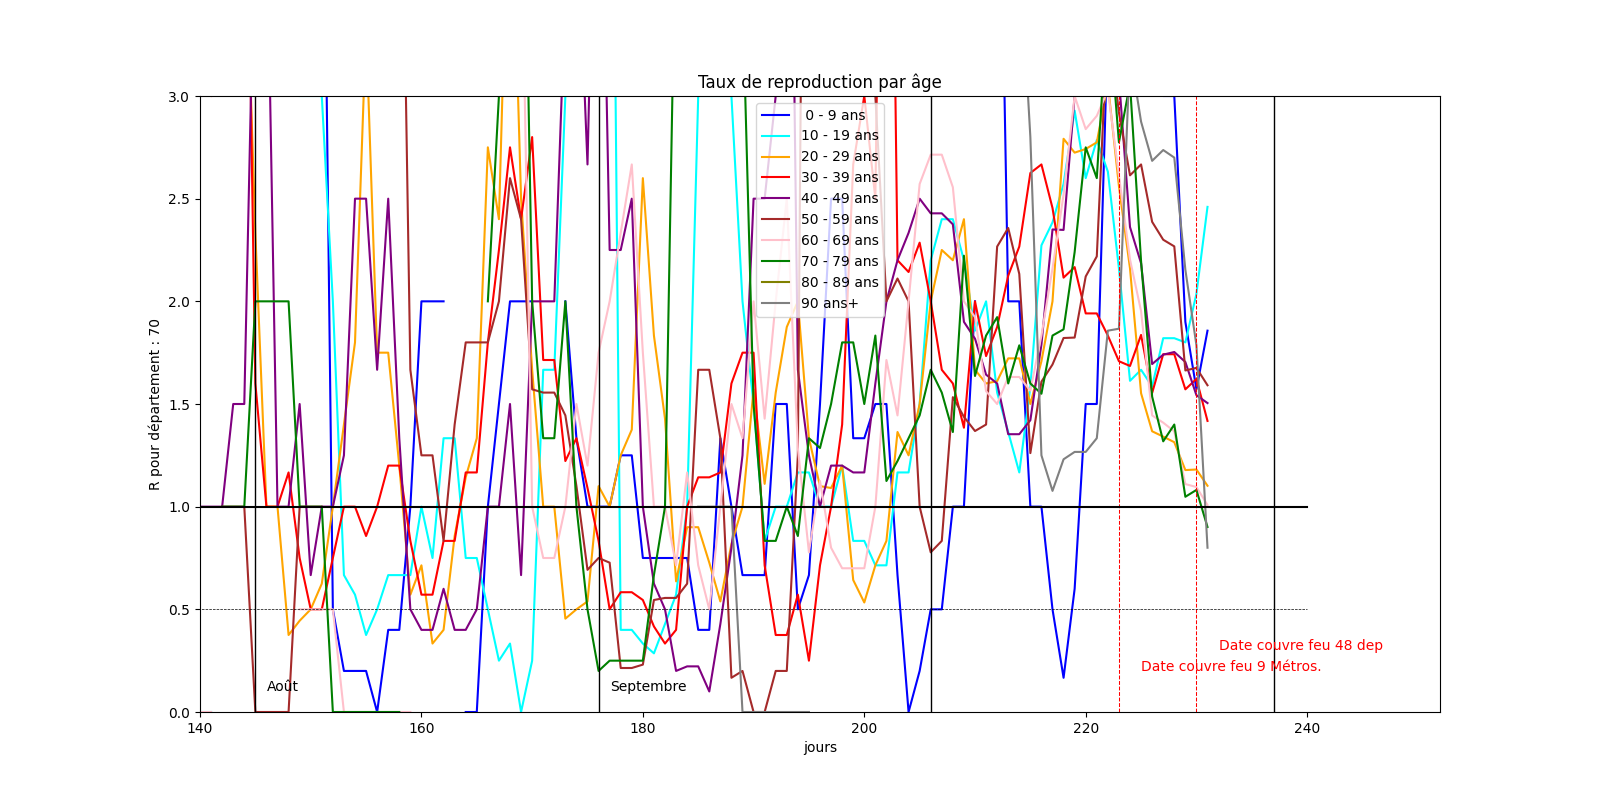 Taux de reproduction par âge
3.0
2.5
2.0
1.5
1.0
0.5
0.0
R pour département : 70
0 - 9 ans
10 - 19 ans
20 - 29 ans
30 - 39 ans
40 - 49 ans
50 - 59 ans
60 - 69 ans
70 - 79 ans
80 - 89 ans
90 ans+
Date couvre feu 48 dep
Date couvre feu 9 Métros.
Août
Septembre
140
160
180
200
220
240
jours